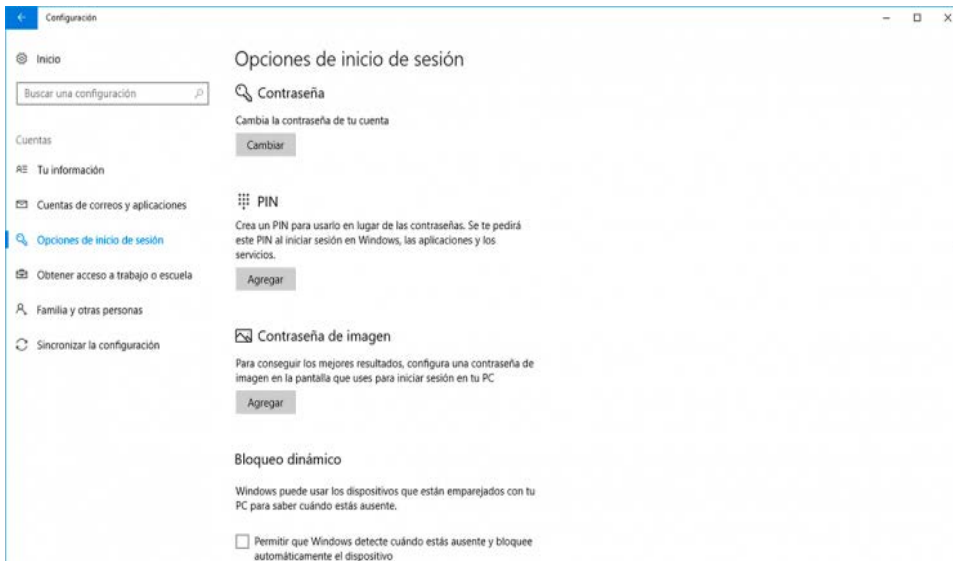 Configuración
Inicio
Buscar una configuración
Cuentas
Tu información
Cuentas de correos y aplicaciones
Opciones de inicio de sesión
Obtener acceso a trabajo o escuela
Familia y otras personas
Sincronizar la configuración
Opciones de inicio de sesión
Contraseña
Cambia la contraseña de tu cuenta
Cambiar
PIN
Crea un PIN para usarlo en lugar de las contraseñas. Se te pedirá
este PIN al iniciar sesión en Windows, las aplicaciones y los
servicios.
Agregar
Contraseña de imagen
Para conseguir los mejores resultados, configura una contraseña de
imagen en la pantalla que uses para iniciar sesión en tu PC
Agregar
Bloqueo dinámico
Windows puede usar los dispositivos que están emparejados con tu
PC para saber cuándo estás ausente.
Permitir que Windows detecte cuándo estás ausente y bloquee
automáticamente el dispositivo